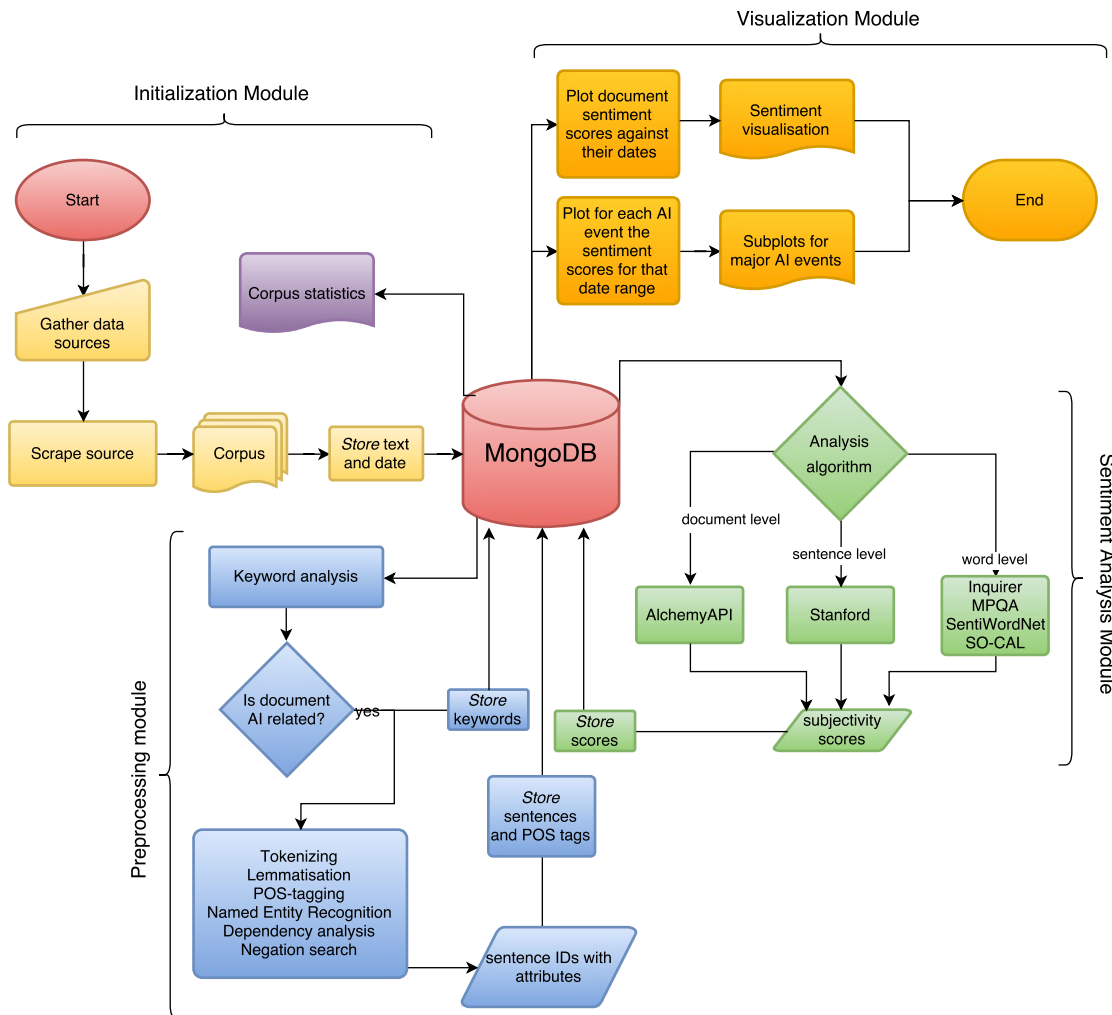 Visualization Module
Initialization Module
Plot document
sentiment
scores against
their dates
Sentiment
visualisation
Start
End
Plot for each AI
event the
sentiment
scores for that
date range
Subplots for
major AI events
Corpus statistics
Gather data
sources
Scrape source
Corpus
Store text
and date
MongoDB
Analysis
algorithm
document level
sentence level
word level
AlchemyAPI
Stanford
Inquirer
MPQA
SentiWordNet
SO-CAL
Sentiment Analysis Module
subjectivity
scores
Store
scores
Preprocessing module
Keyword analysis
Is document
AI related?
yes
Store
keywords
Store
sentences
and POS tags
Tokenizing
Lemmatisation
POS-tagging
Named Entity Recognition
Dependency analysis
Negation search
sentence IDs with
attributes